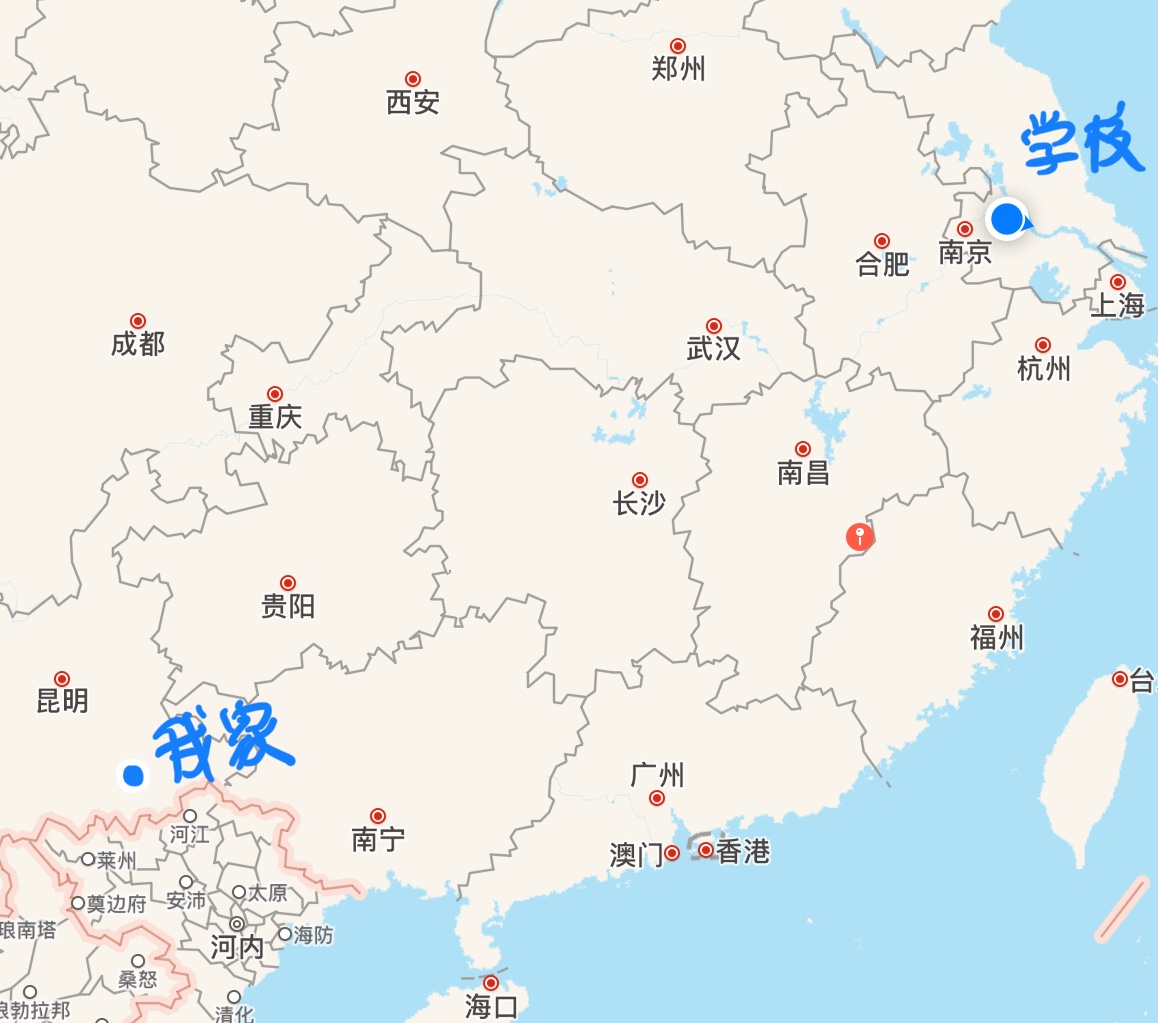 郑州
西安
学校
南京
合肥
上海
成都
武汉
杭州
重庆
南昌
长沙
贵阳
福州
昆明
台
我家
广州
河江
南宁
澳门
香港
莱州
安沛
太原
奠边府
琅南塔
海防
河内
桑怒
海口
琅勃拉邦
清化